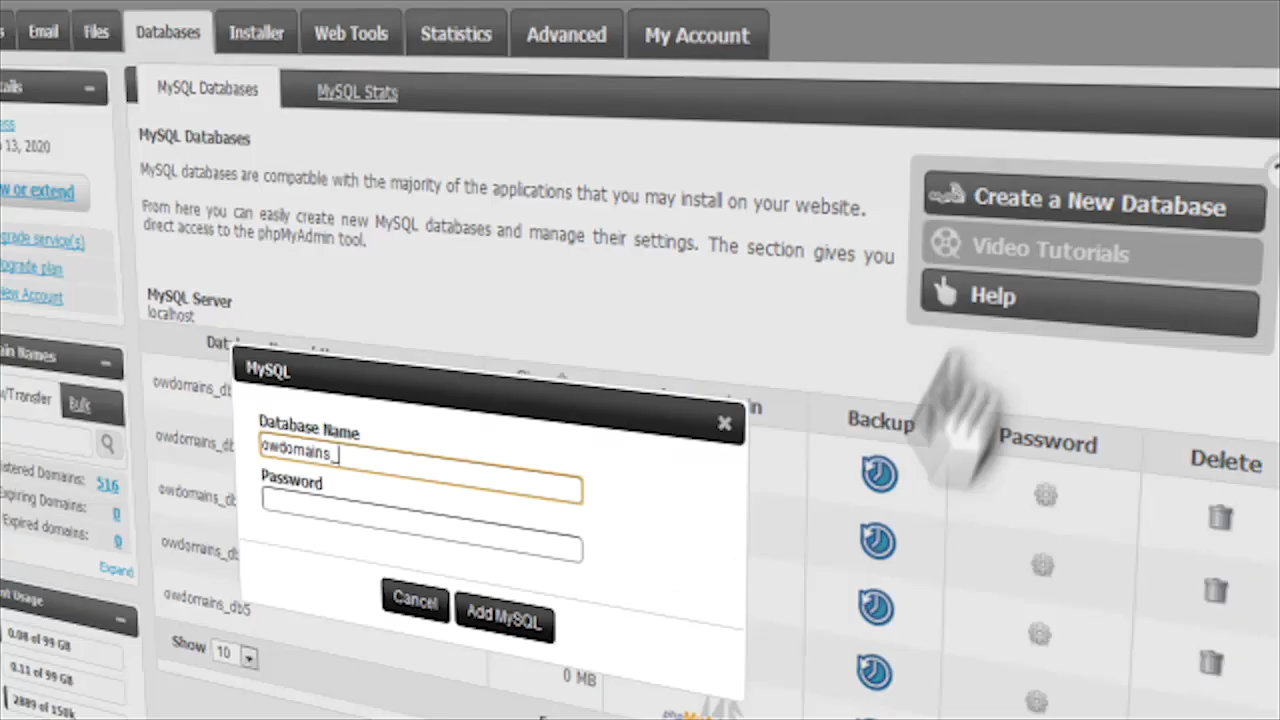 Email Files Databases Installer Web Tools Statistics Advanced My Account
MySQL Databases MySQL Stats
MySQL Databases
MySQL databases are compatible with the majority of the applications that you may install on your website.
From here you can easily create new MySQL databases and manage their settings. The section gives you
direct access to the phpMyAdmin tool.
Create a New Database
Video Tutorials
Help
13, 2020
w or extend
grade service(s)
pgrade plan
New Account
MySQL Server
localhost
ain Names
/Transfer Bulk
istered Domains: 516
Expiring Domains: 0
Expired domains: 0
Expand
nt Usage
0.08 of 99 GB
0.11 of 99 GB
2889 of 150k
Backup Password Delete
owdomains_db
owdomains_db
owdomains_db
owdomains_db
owdomains_db5
MySQL
Database Name
owdomains_
Password
Cancel Add MySQL
Show 10
0 MB